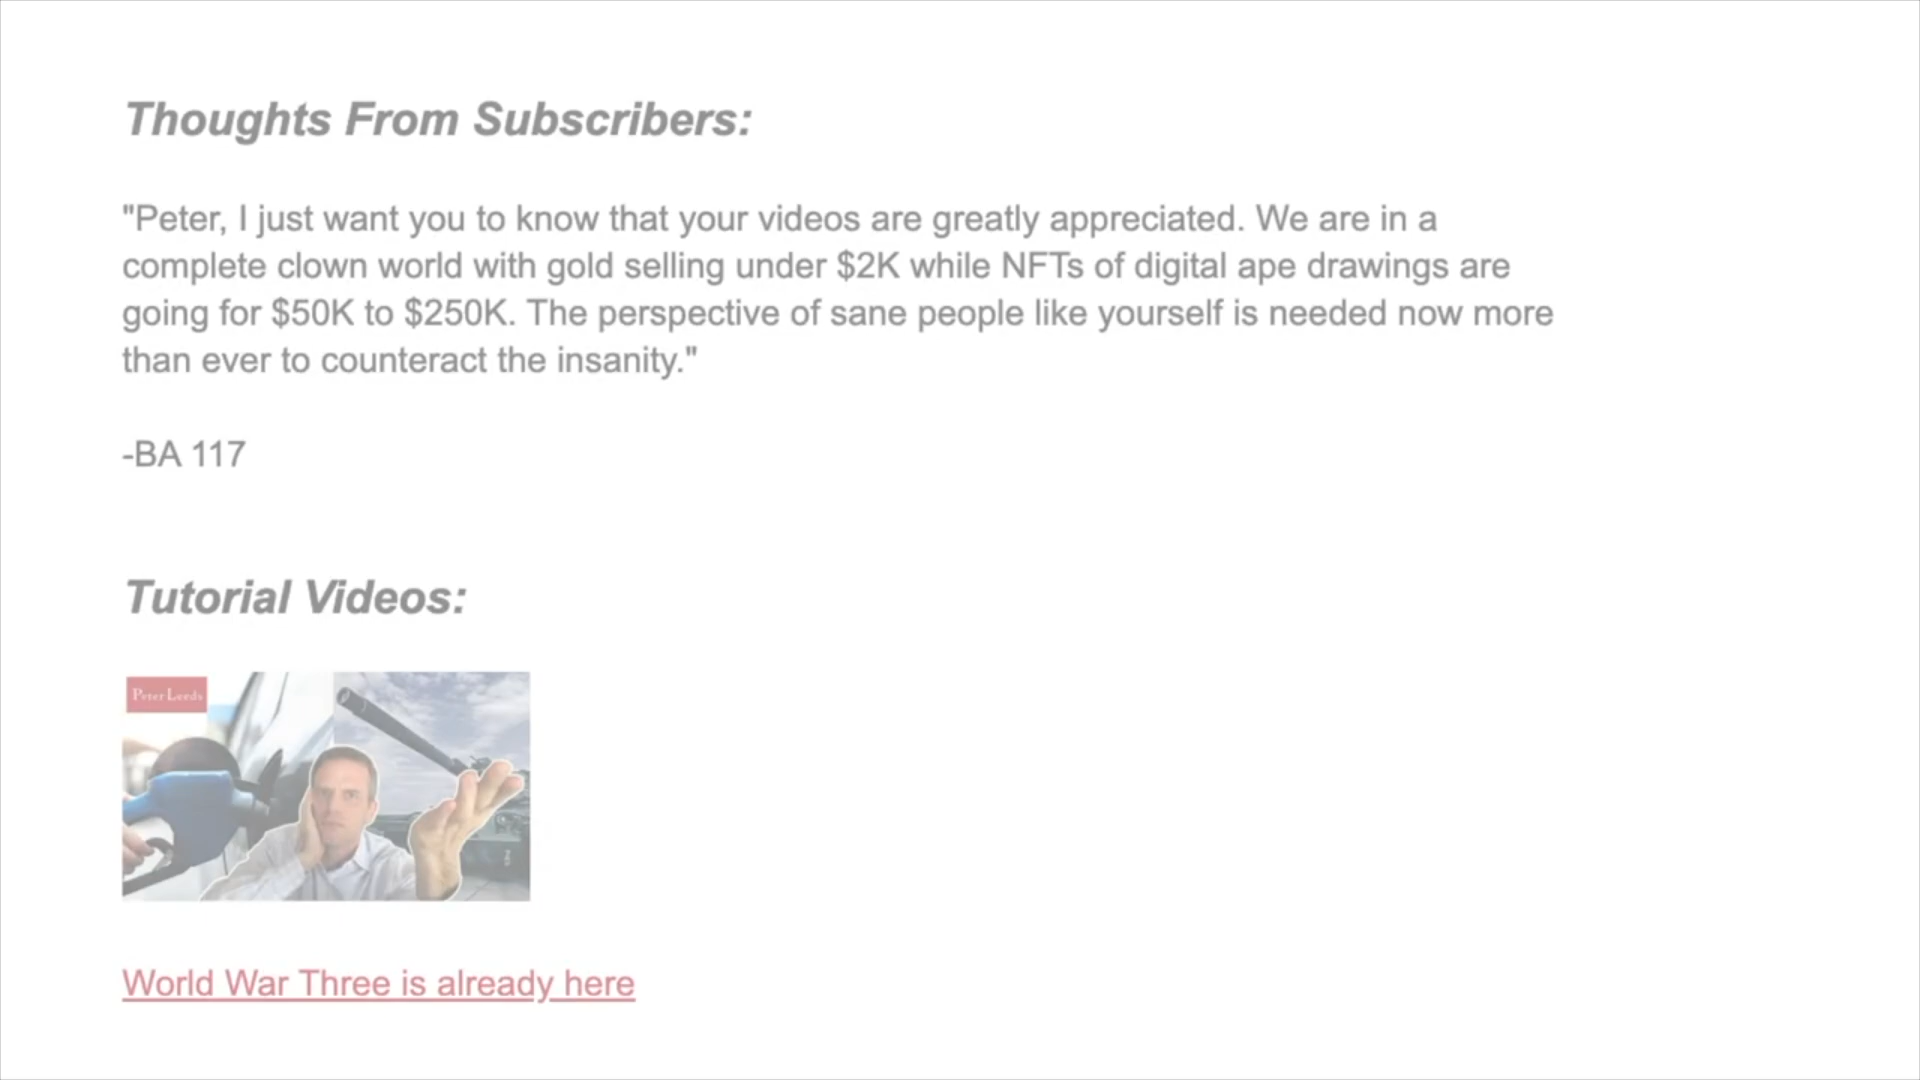 Thoughts From Subscribers:
"Peter, I just want you to know that your videos are greatly appreciated. We are in a
complete clown world with gold selling under $2K while NFTs of digital ape drawings are
going for $50K to $250K. The perspective of sane people like yourself is needed now more
than ever to counteract the insanity."
-BA 117
Tutorial Videos:
Peter Leeds
World War Three is already here